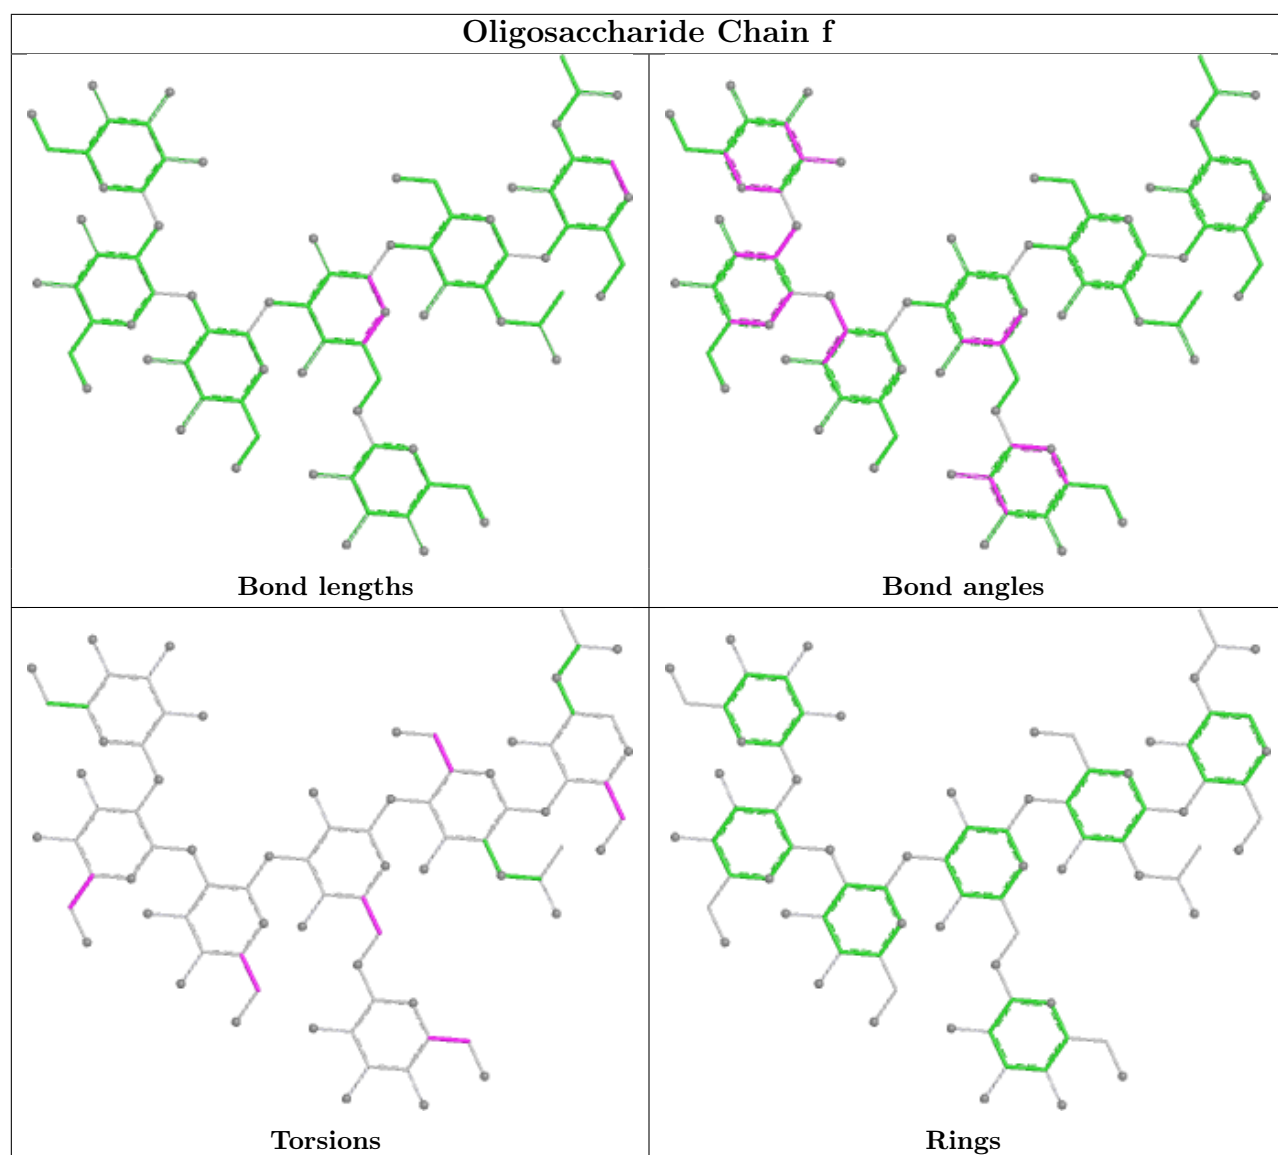 Oligosaccharide Chain f
Bond lengths
Bond angles
Torsions
Rings